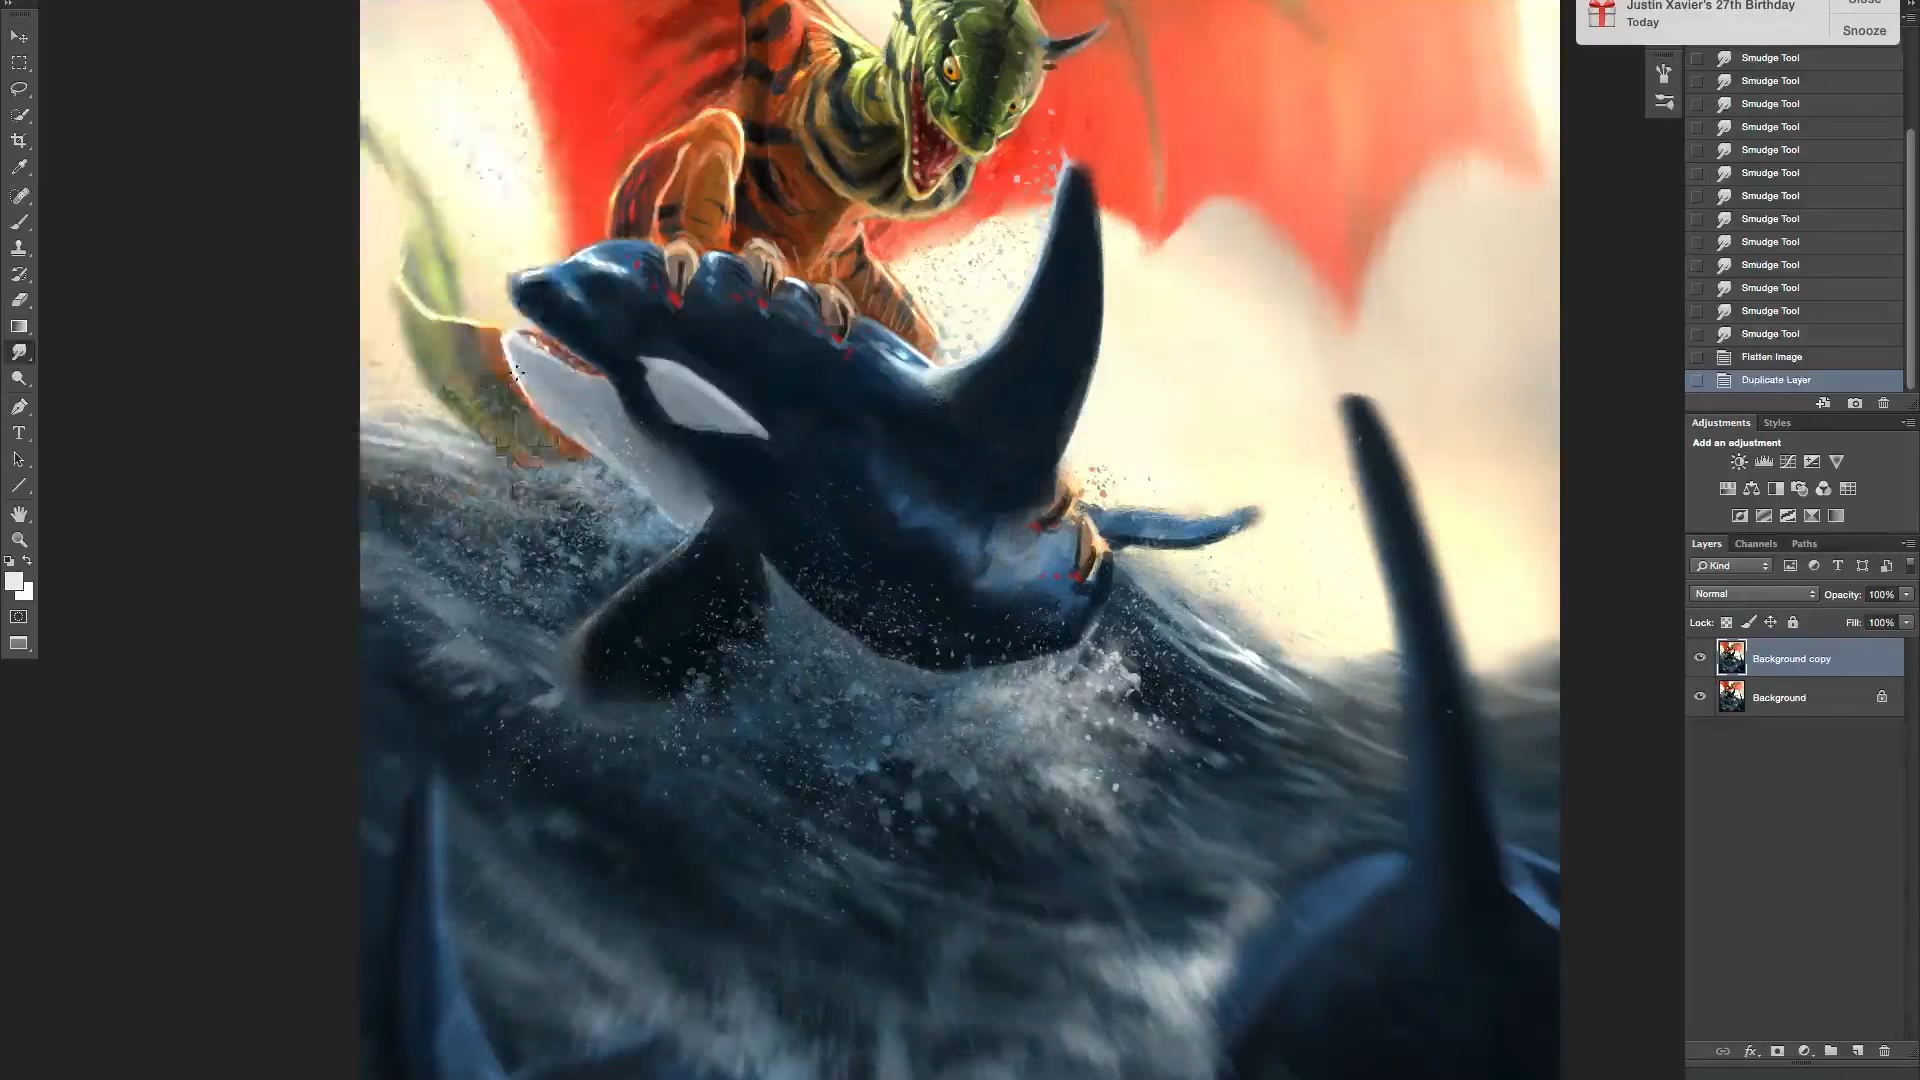 Justin Xavier's 27th Birthday
Today
Close
Snooze
Smudge Tool
Smudge Tool
Smudge Tool
Smudge Tool
Smudge Tool
Smudge Tool
Smudge Tool
Smudge Tool
Smudge Tool
Smudge Tool
Smudge Tool
Smudge Tool
Smudge Tool
Flatten Image
Duplicate Layer
Adjustments Styles
Add an adjustment
Layers Channels Paths
Kind
Normal Opacity: 100%
Lock: Fill: 100%
Background copy
Background